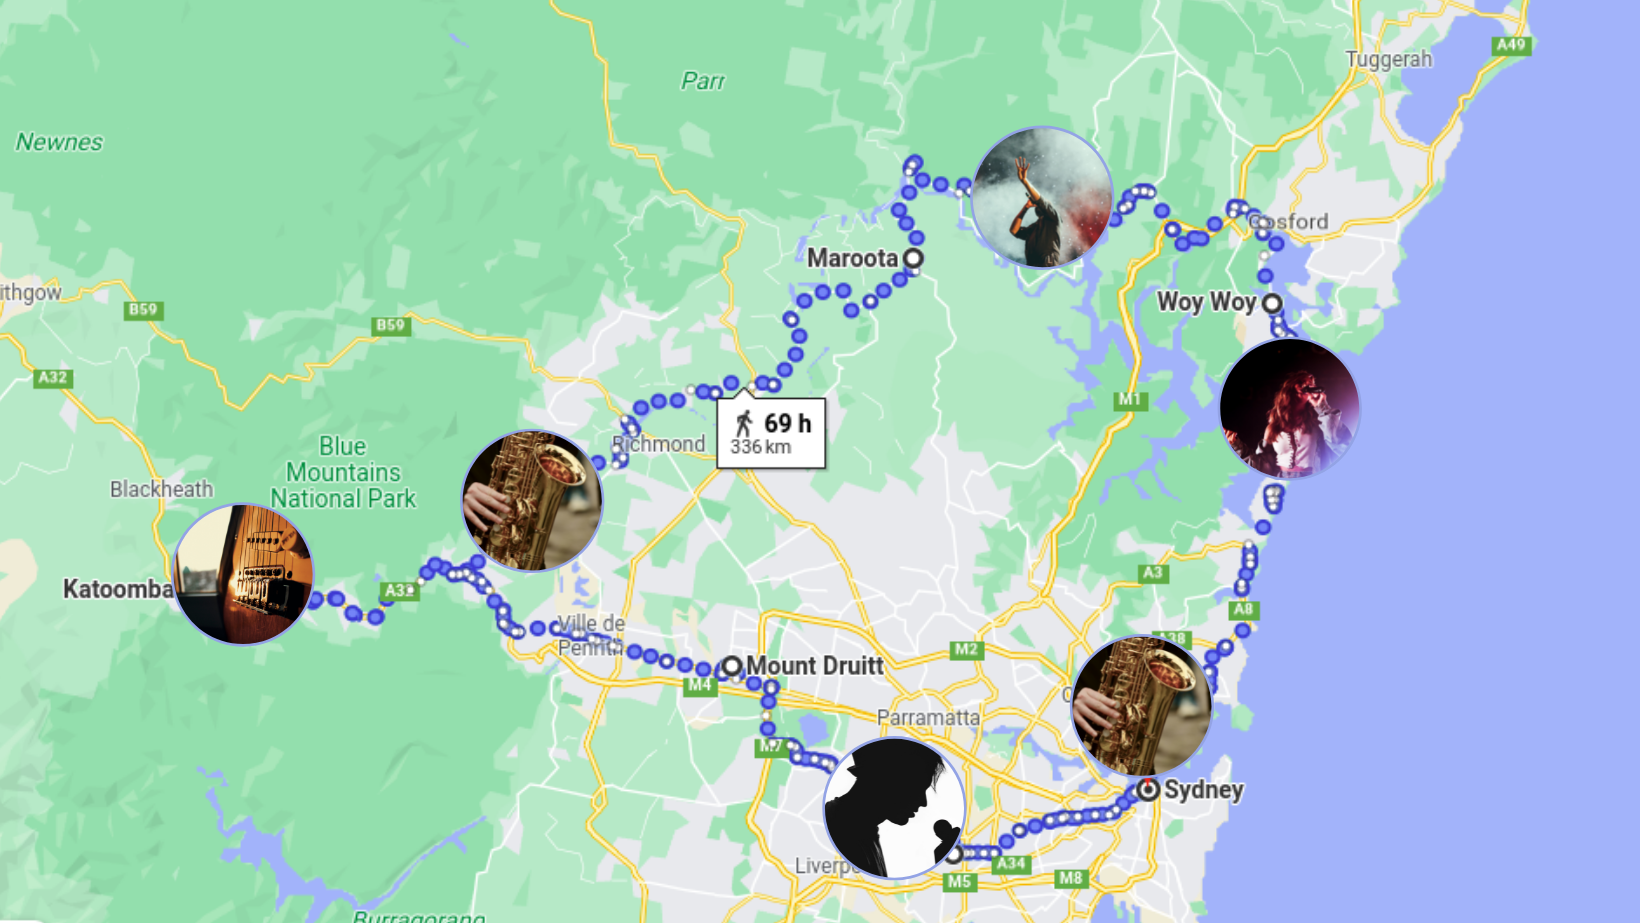 A49
Tuggerah
Parr
Newnes
Gosford
Maroota
ithgow
B59
Woy Woy
B59
A32
M1
69 h
336 km
Richmond
Blue
Mountains
National Park
Blackheath
A3
Katoomba
A32
A8
Ville de
Penrith
A38
M2
Mount Druitt
M4
Parramatta
M7
Sydney
Liverpo
A34
M5
M8
Burragorang